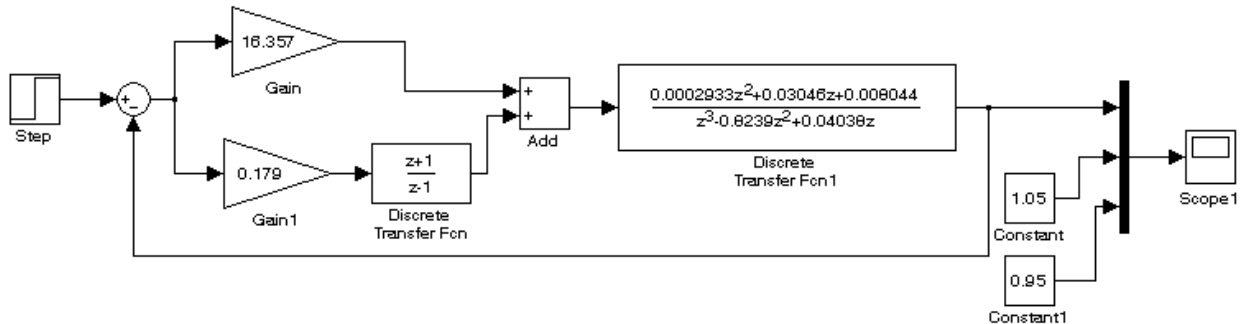 16.357
Gain
Step
+
−
+
+
Add
0.0002933z²+0.03046z+0.008044
z³-0.8239z²+0.04038z
Discrete
Transfer Fcn1
0.179
Gain1
z+1
z-1
Discrete
Transfer Fcn
1.05
Constant
0.95
Constant1
Scope1